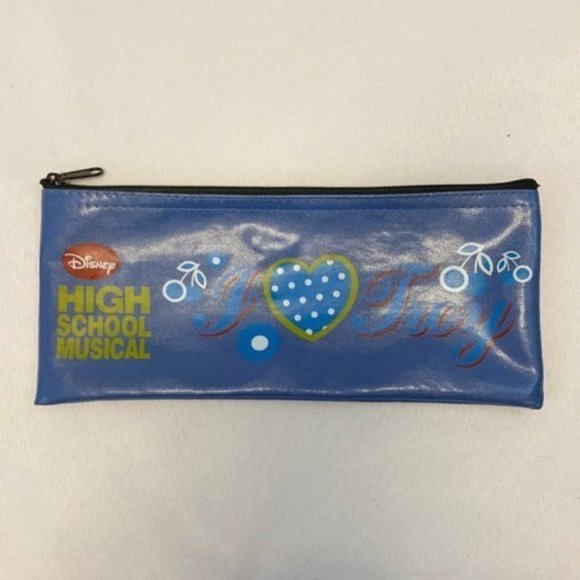 Disney
HIGH
SCHOOL
MUSICAL
I Troy